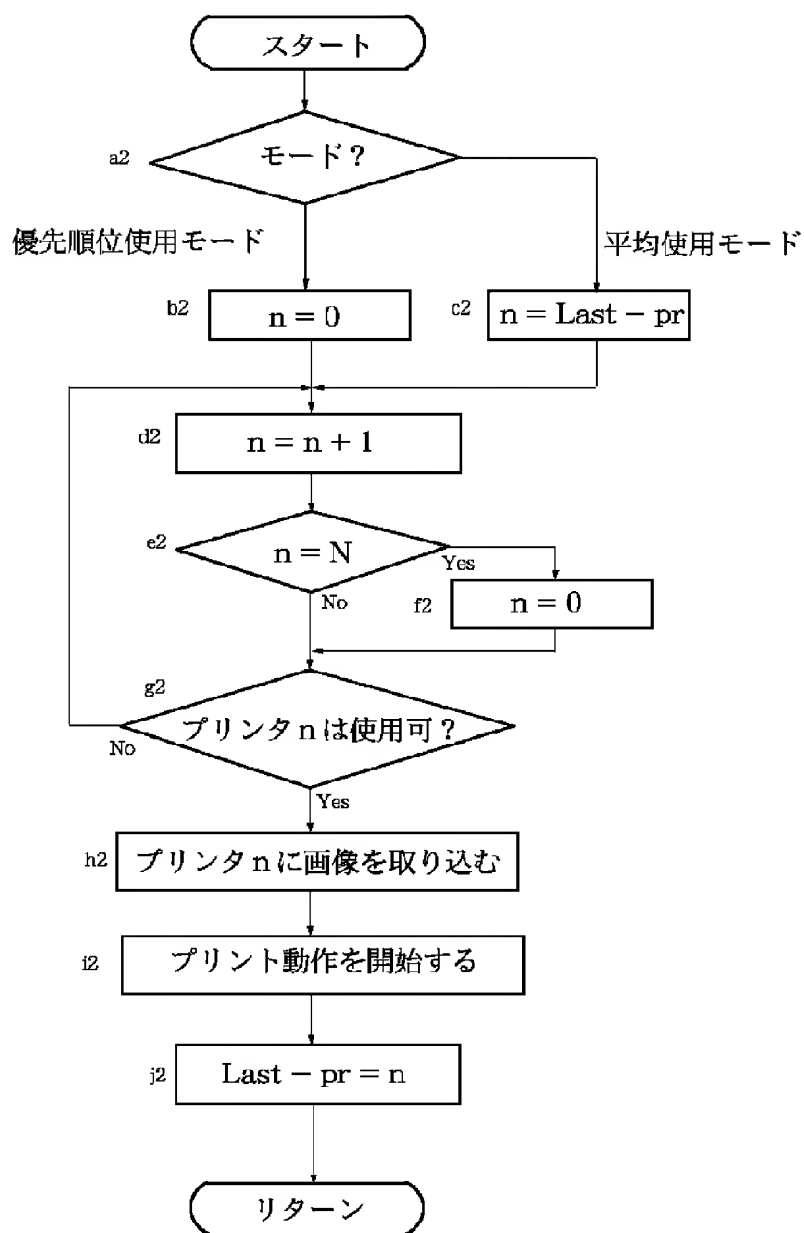 スタート
a2
モード？
優先順位使用モード
平均使用モード
b2
n = 0
c2
n = Last − pr
d2
n = n + 1
e2
n = N
Yes
No
f2
n = 0
g2
プリンタnは使用可？
No
Yes
h2
プリンタnに画像を取り込む
i2
プリント動作を開始する
j2
Last − pr = n
リターン